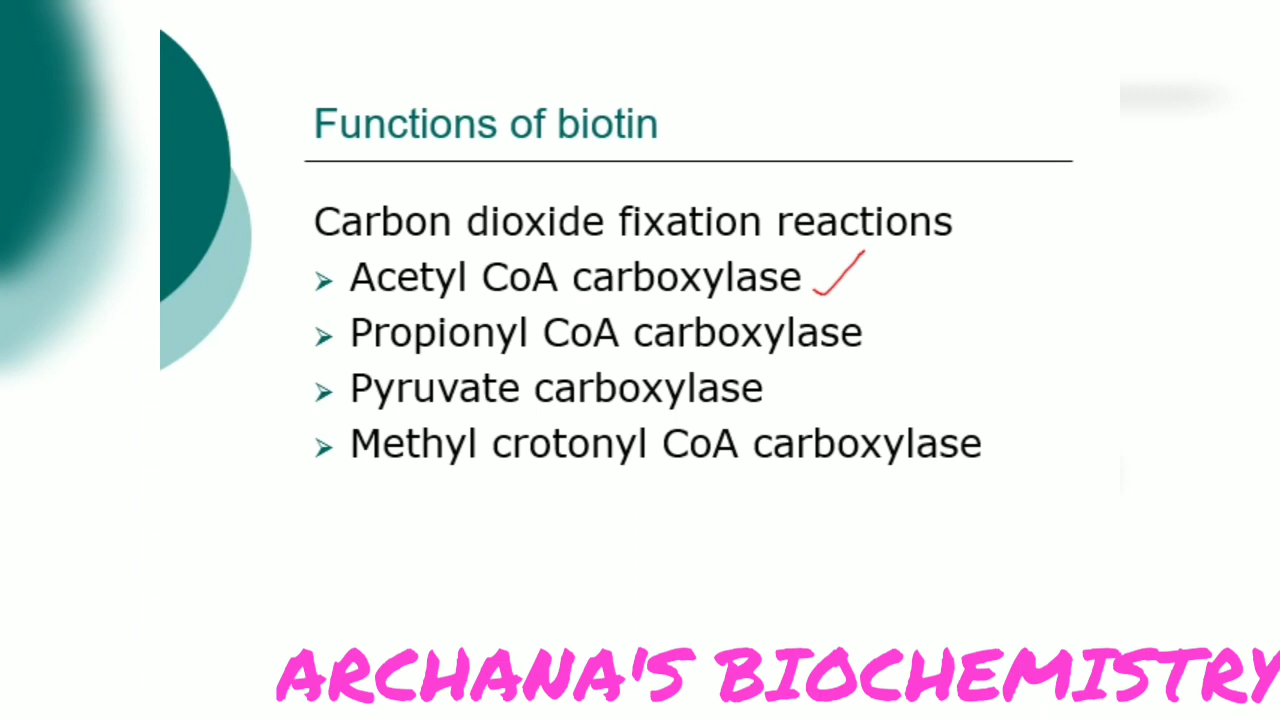 Functions of biotin
Carbon dioxide fixation reactions
Acetyl CoA carboxylase
Propionyl CoA carboxylase
Pyruvate carboxylase
Methyl crotonyl CoA carboxylase
ARCHANA'S BIOCHEMISTRY